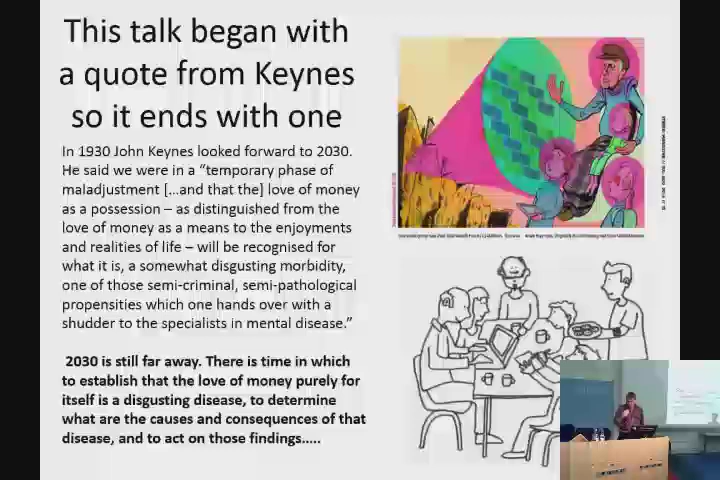 This talk began with
a quote from Keynes
so it ends with one
In 1930 John Keynes looked forward to 2030.
He said we were in a “temporary phase of
maladjustment […and that the] love of money
as a possession – as distinguished from the
love of money as a means to the enjoyments
and realities of life – will be recognised for
what it is, a somewhat disgusting morbidity,
one of those semi-criminal, semi-pathological
propensities which one hands over with a
shudder to the specialists in mental disease.”
2030 is still far away. There is time in which
to establish that the love of money purely for
itself is a disgusting disease, to determine
what are the causes and consequences of that
disease, and to act on those findings…..